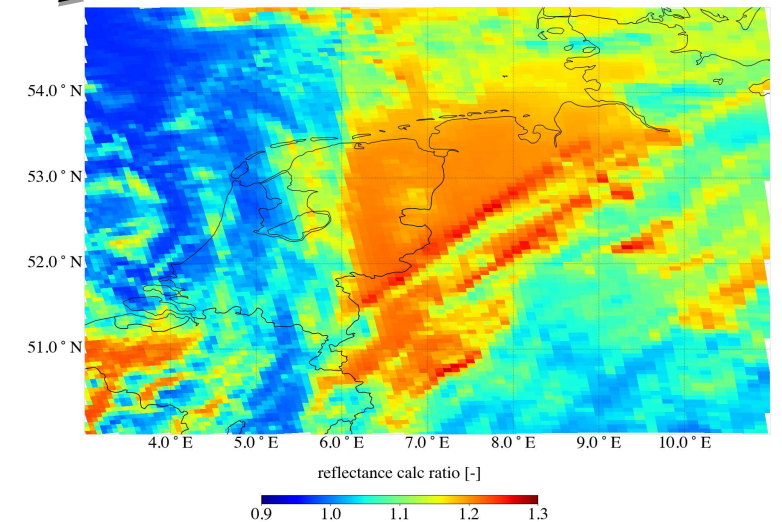 54.0° N
53.0° N
52.0° N
51.0° N
4.0° E 5.0° E 6.0° E 7.0° E 8.0° E 9.0° E 10.0° E
reflectance calc ratio [-]
0.9 1.0 1.1 1.2 1.3